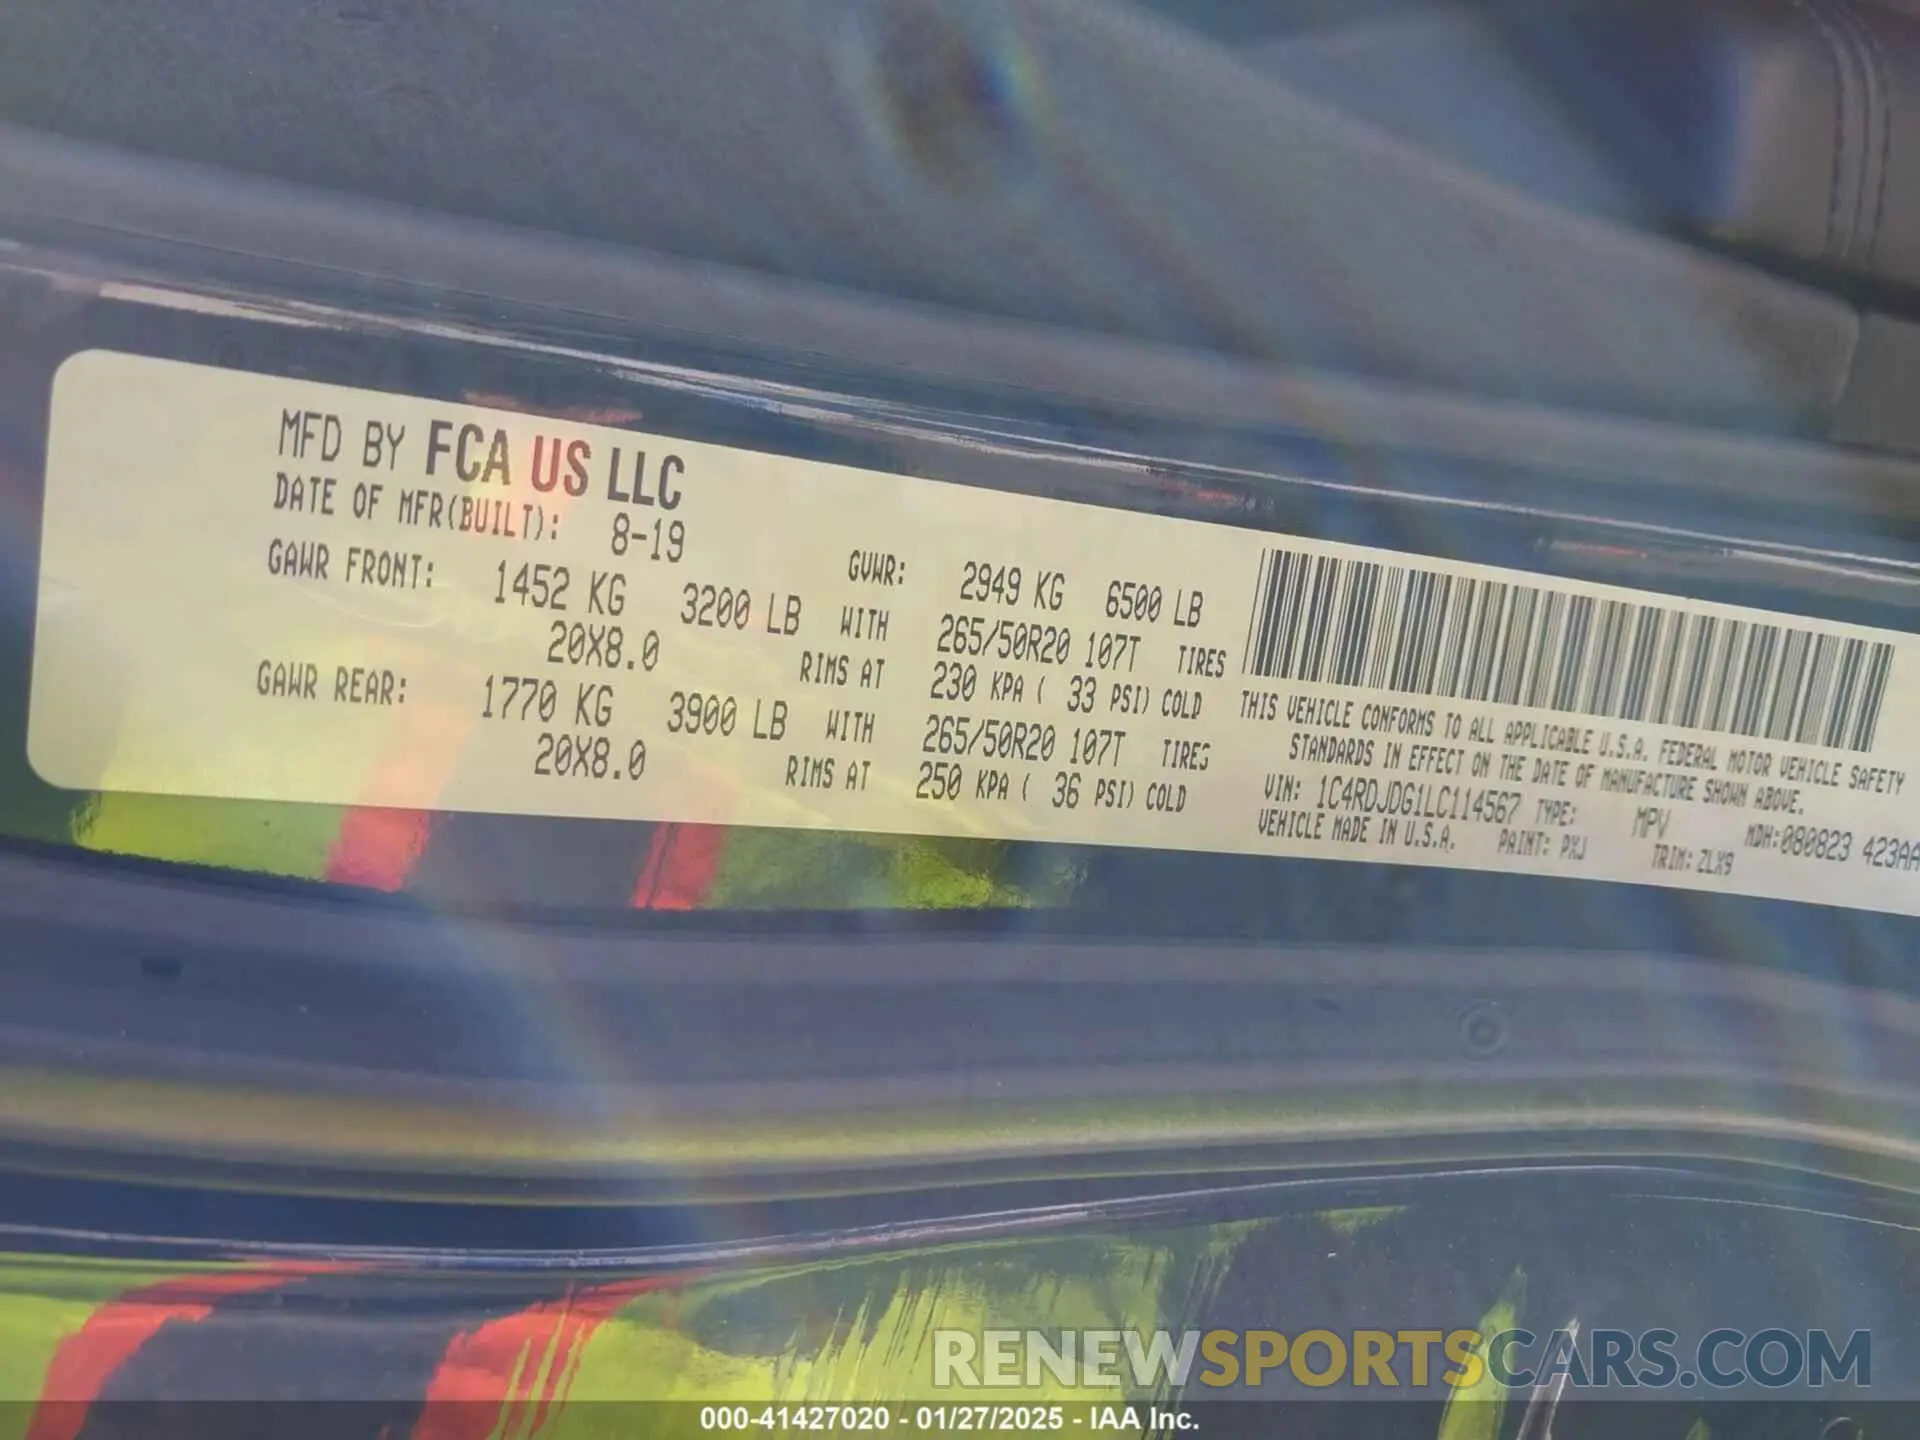 MFD BY FCA US LLC
DATE OF MFR(BUILT): 8-19 GVWR: 2949 KG 6500 LB
GAWR FRONT: 1452 KG 3200 LB WITH 265/50R20 107T TIRES
20X8.0 RIMS AT 230 KPA ( 33 PSI) COLD
GAWR REAR: 1770 KG 3900 LB WITH 265/50R20 107T TIRES
20X8.0 RIMS AT 250 KPA ( 36 PSI) COLD
THIS VEHICLE CONFORMS TO ALL APPLICABLE U.S.A. FEDERAL MOTOR VEHICLE SAFETY
STANDARDS IN EFFECT ON THE DATE OF MANUFACTURE SHOWN ABOVE.
VIN: 1C4RDJDG1LC114567 TYPE: MPV MDH:080823 423AA
VEHICLE MADE IN U.S.A. PAINT: PXJ TRIM: ZLX9
RENEWSPORTSCARS.COM
000-41427020 - 01/27/2025 - IAA Inc.